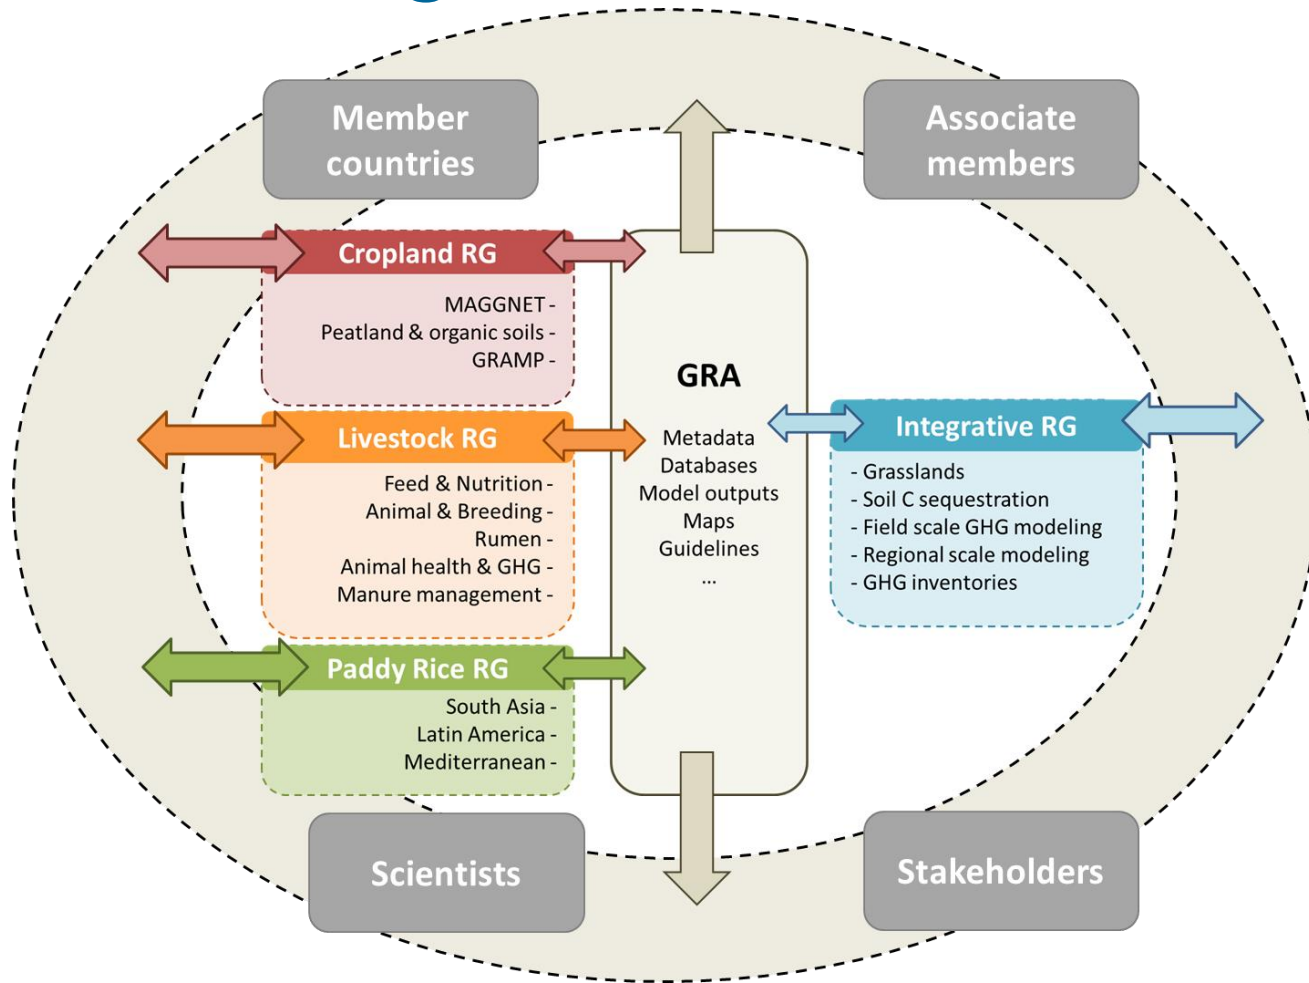 Member
countries
Associate
members
Cropland RG
MAGGNET -
Peatland & organic soils -
GRAMP -
Livestock RG
Feed & Nutrition -
Animal & Breeding -
Rumen -
Animal health & GHG -
Manure management -
Paddy Rice RG
South Asia -
Latin America -
Mediterranean -
GRA
Metadata
Databases
Model outputs
Maps
Guidelines
...
Integrative RG
- Grasslands
- Soil C sequestration
- Field scale GHG modeling
- Regional scale modeling
- GHG inventories
Scientists
Stakeholders